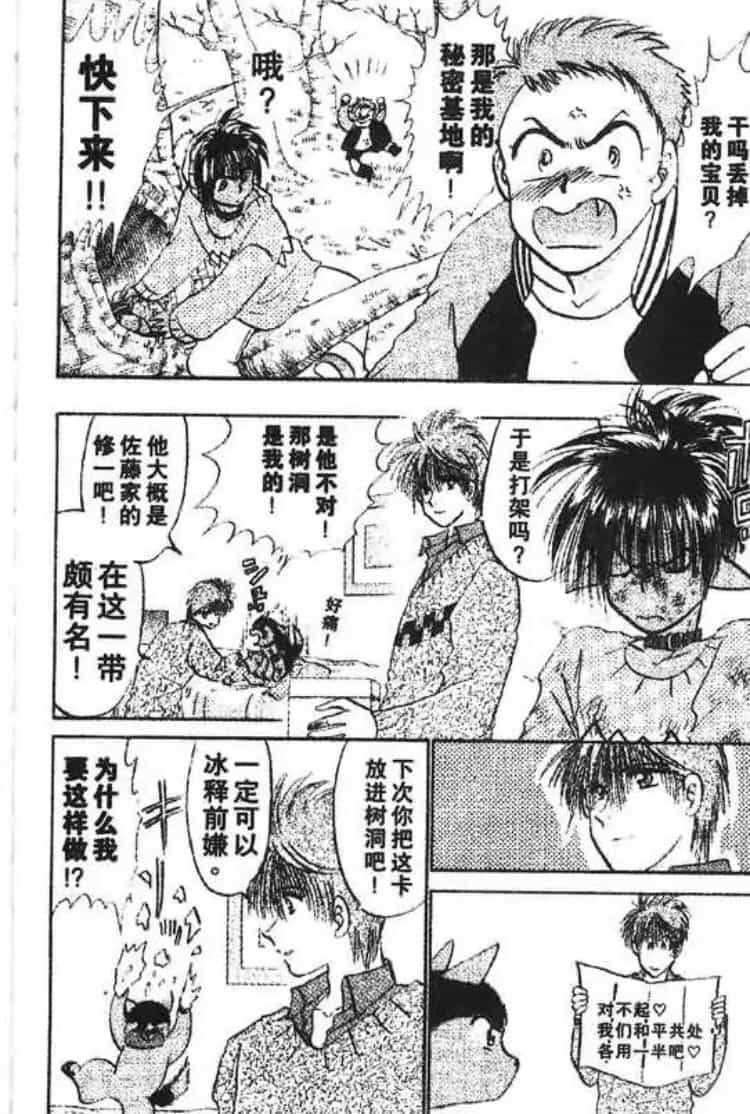 干吗丢掉
我的宝贝?
那是我的
秘密基地啊!
哦?
快下来!!
于是打架吗?
是他不对!
那树洞
是我的!
好痛!
他大概是
佐藤家的
修一吧!
在这一带
颇有名!
对不起♡
我们和平共处
各用一半吧♡
下次你把这卡
放进树洞吧!
一定可以
冰释前嫌。
为什么我
要这样做!?